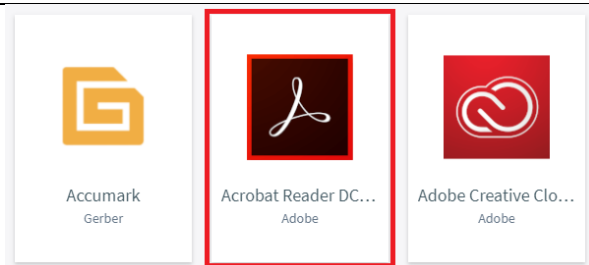 Accumark
Gerber
Acrobat Reader DC...
Adobe
Adobe Creative Clo...
Adobe